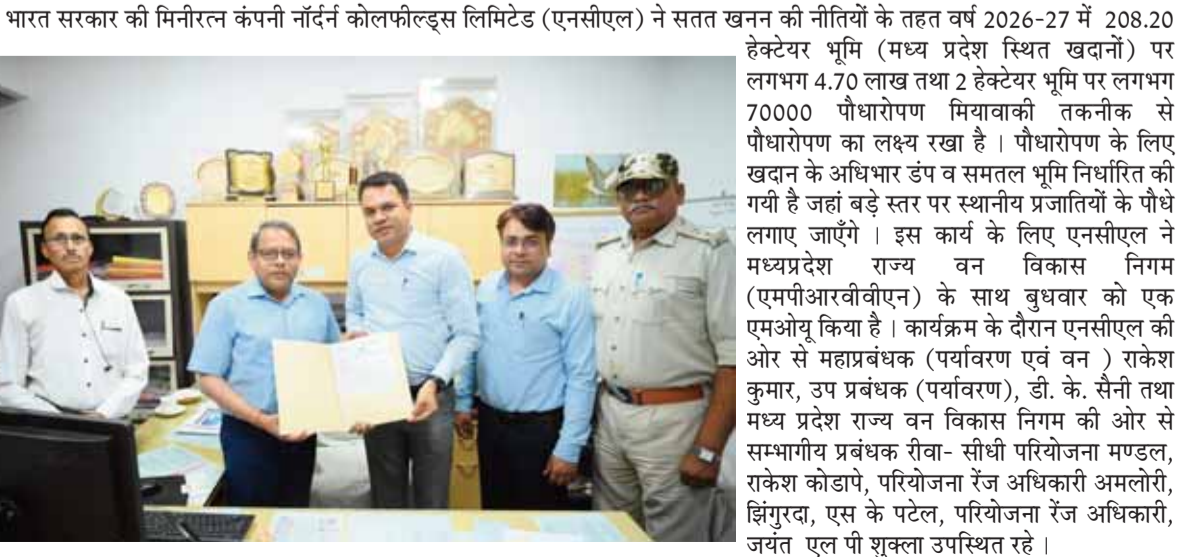 भारत सरकार की मिनीरत्न कंपनी नॉर्दर्न कोलफील्ड्स लिमिटेड (एनसीएल) ने सतत खनन की नीतियों के तहत वर्ष 2026-27 में 208.20
हेक्टेयर भूमि (मध्य प्रदेश स्थित खदानों) पर
लगभग 4.70 लाख तथा 2 हेक्टेयर भूमि पर लगभग
70000 पौधारोपण मियावाकी तकनीक से
पौधारोपण का लक्ष्य रखा है । पौधारोपण के लिए
खदान के अधिभार डंप व समतल भूमि निर्धारित की
गयी है जहां बड़े स्तर पर स्थानीय प्रजातियों के पौधे
लगाए जाएँगे । इस कार्य के लिए एनसीएल ने
मध्यप्रदेश राज्य वन विकास निगम
(एमपीआरवीवीएन) के साथ बुधवार को एक
एमओयू किया है । कार्यक्रम के दौरान एनसीएल की
ओर से महाप्रबंधक (पर्यावरण एवं वन ) राकेश
कुमार, उप प्रबंधक (पर्यावरण), डी. के. सैनी तथा
मध्य प्रदेश राज्य वन विकास निगम की ओर से
सम्भागीय प्रबंधक रीवा- सीधी परियोजना मण्डल,
राकेश कोडापे, परियोजना रेंज अधिकारी अमलोरी,
झिंगुरदा, एस के पटेल, परियोजना रेंज अधिकारी,
जयंत एल पी शुक्ला उपस्थित रहे ।